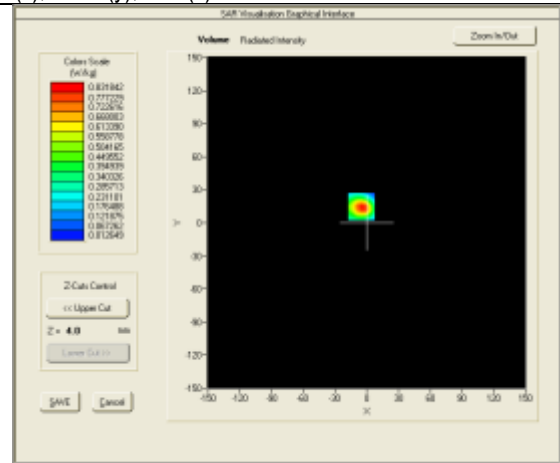 SAR Visualisation Graphical Interface
Volume Radiated Intensity
Zoom In/Out
Colors Scale
(W/Kg)
0.831842
0.777229
0.722616
0.668003
0.613390
0.558778
0.504165
0.449552
0.394939
0.340326
0.285713
0.231101
0.176488
0.121875
0.067262
0.012649
150
120
90
60
30
Y
0
-30
-60
-90
-120
-150
-150 -120 -90 -60 -30 0 30 60 90 120 150
X
Z-Cuts Control
<< Upper Cut
Z = 4.0 mm
Lower Cut >>
SAVE Cancel